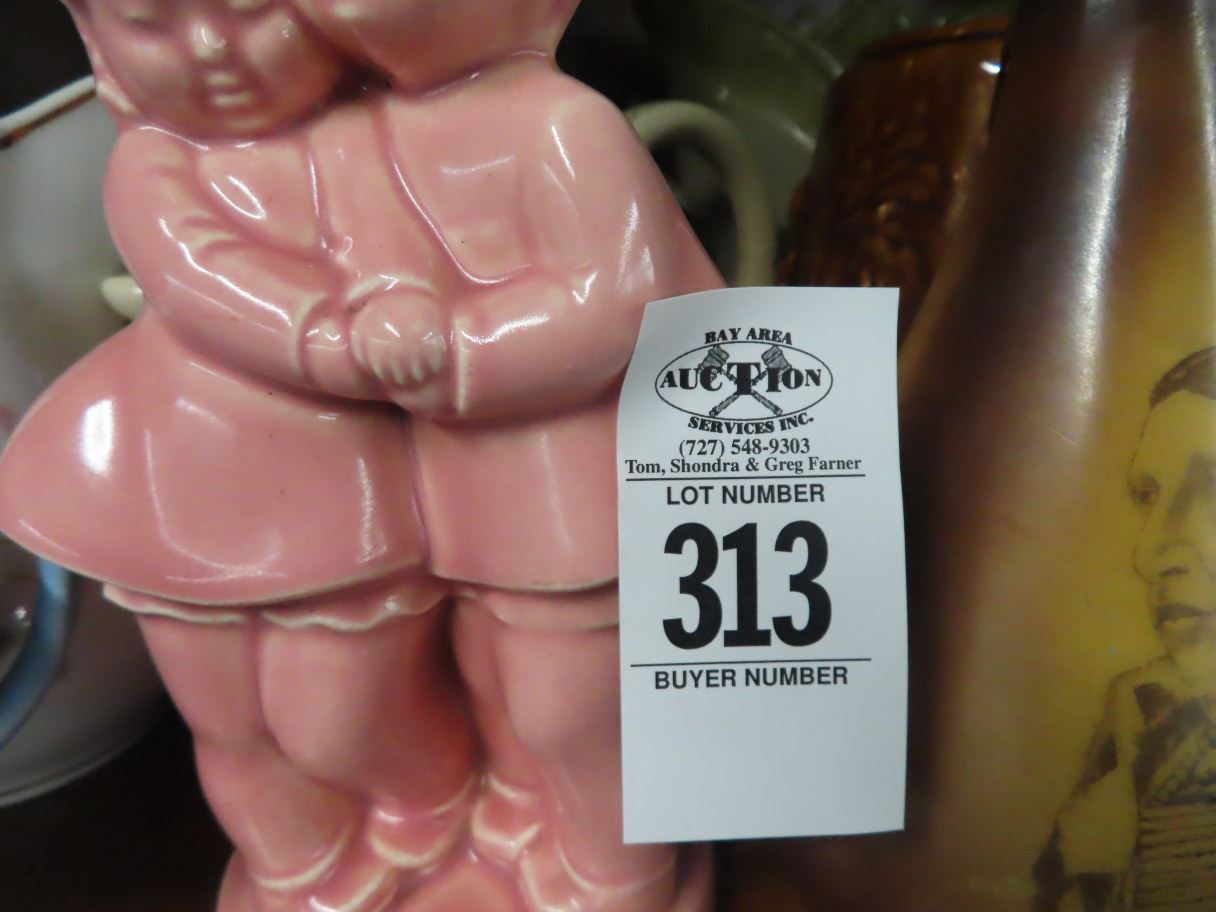 BAY AREA
AUCTION
SERVICES INC.
(727) 548-9303
Tom, Shondra & Greg Farner
LOT NUMBER
313
BUYER NUMBER